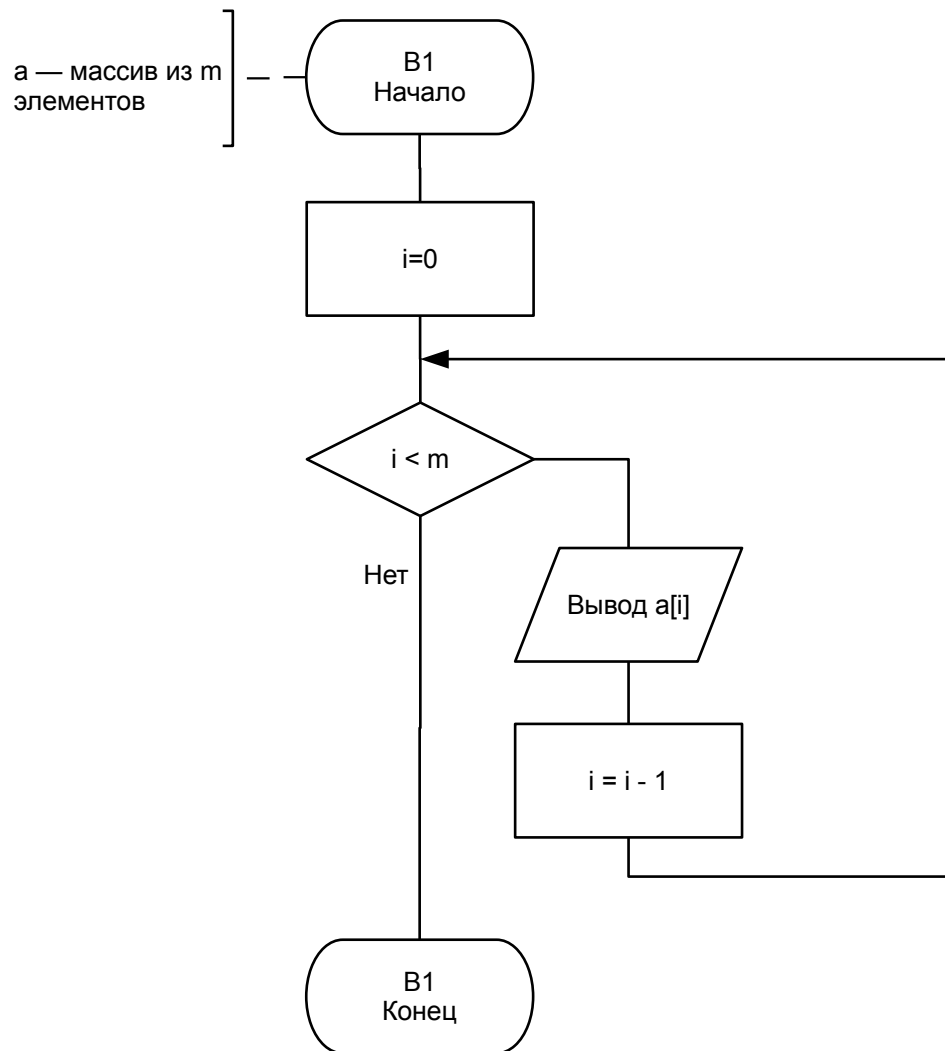 B1
Начало
a — массив из m
элементов
i=0
i < m
Нет
Вывод a[i]
i = i - 1
B1
Конец